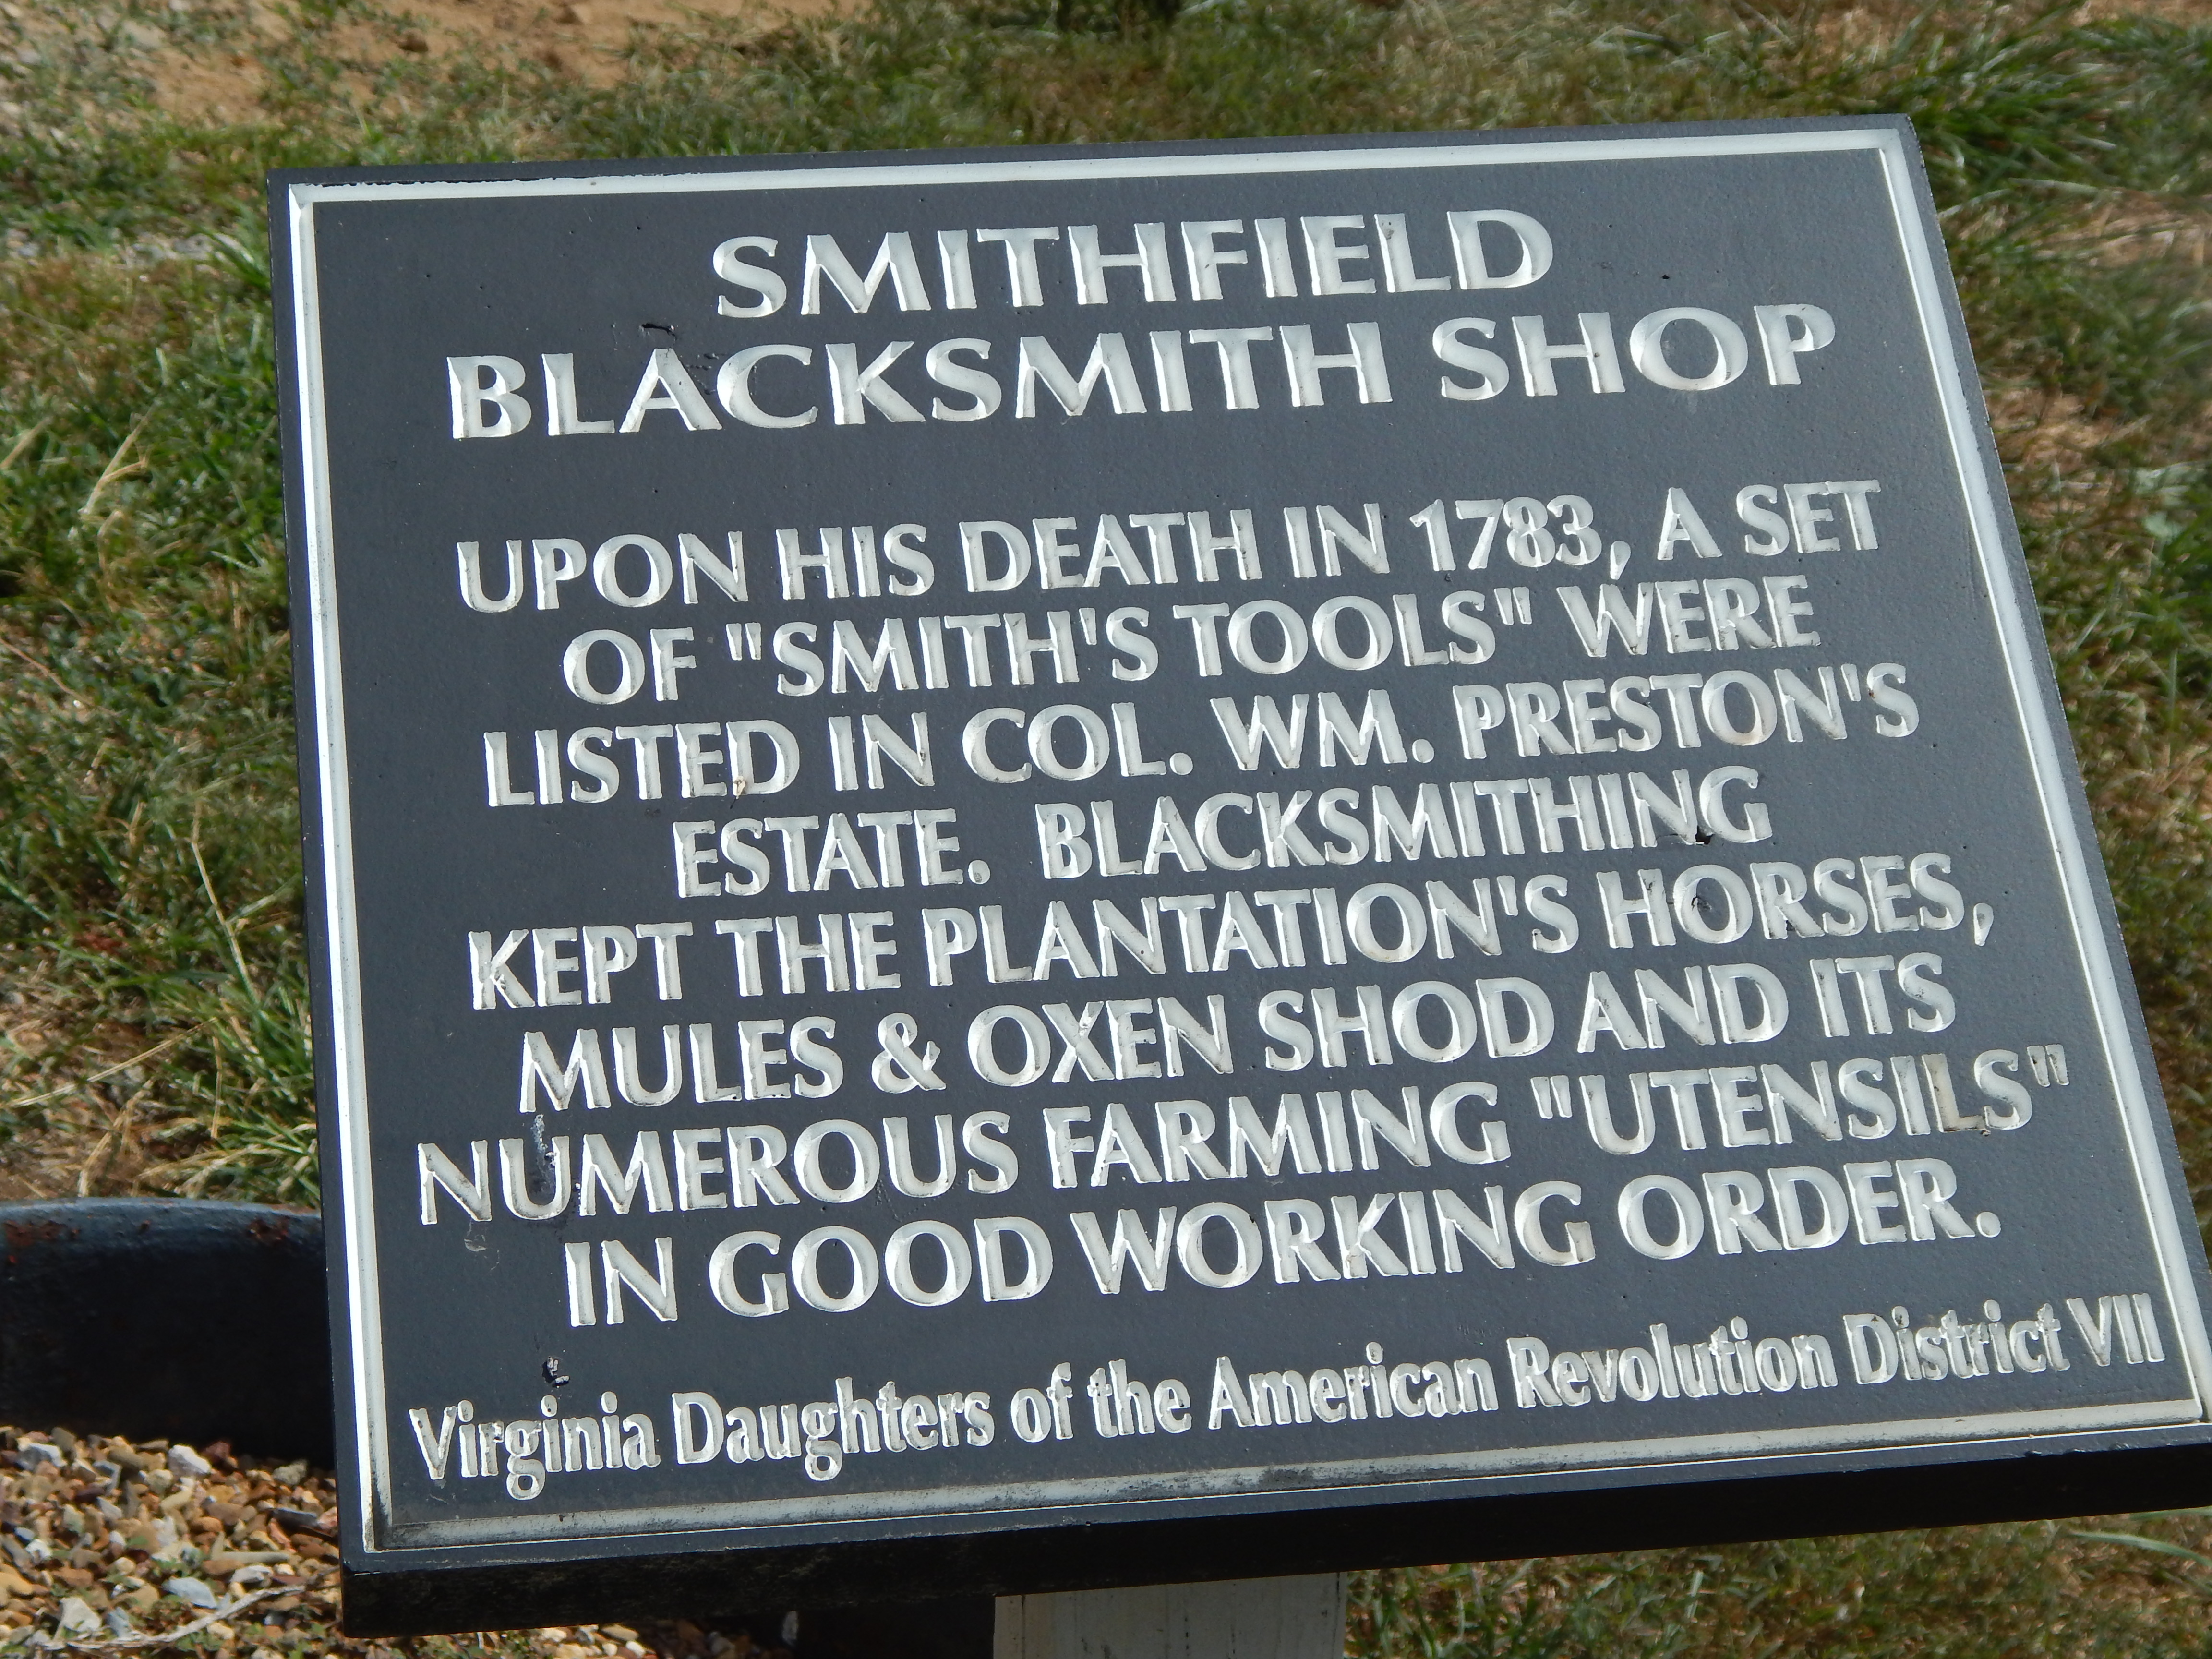 SMITHFIELD
BLACKSMITH SHOP
UPON HIS DEATH IN 1783, A SET
OF "SMITH'S TOOLS" WERE
LISTED IN COL. WM. PRESTON'S
ESTATE. BLACKSMITHING
KEPT THE PLANTATION'S HORSES,
MULES & OXEN SHOD AND ITS
NUMEROUS FARMING "UTENSILS"
IN GOOD WORKING ORDER.
Virginia Daughters of the American Revolution District VII